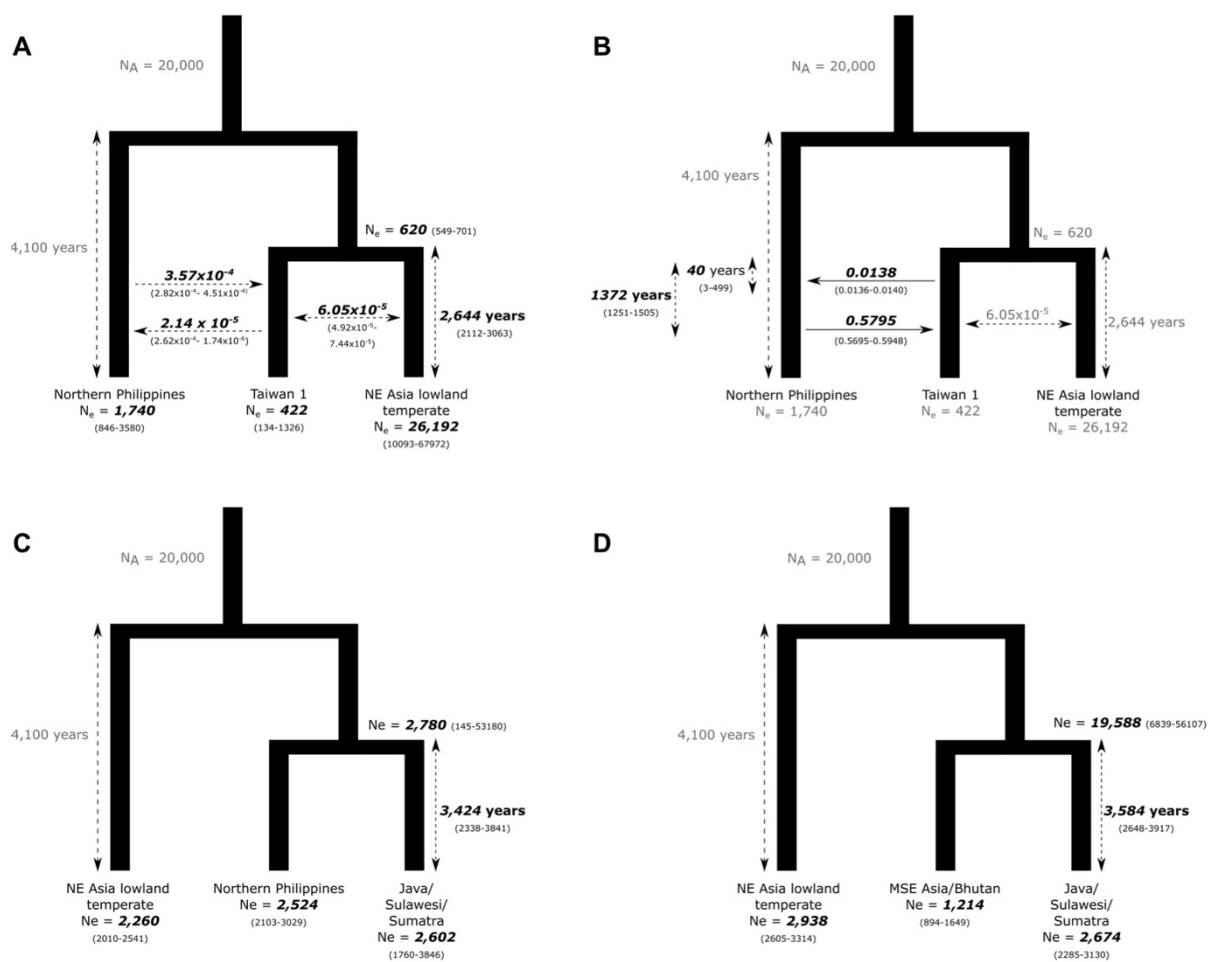 A
N_A = 20,000
4,100 years
N_e = 620 (549-701)
3.57x10^-4
(2.82x10^-4- 4.51x10^-4)
2.14 x 10^-5
(2.62x10^-4- 1.74x10^-6)
6.05x10^-5
(4.92x10^-5-
7.44x10^-5)
2,644 years
(2112-3063)
Northern Philippines
N_e = 1,740
(846-3580)
Taiwan 1
N_e = 422
(134-1326)
NE Asia lowland
temperate
N_e = 26,192
(10093-67972)
B
N_A = 20,000
4,100 years
N_e = 620
40 years
(3-499)
1372 years
(1251-1505)
0.0138
(0.0136-0.0140)
0.5795
(0.5695-0.5948)
6.05x10^-5
2,644 years
Northern Philippines
N_e = 1,740
Taiwan 1
N_e = 422
NE Asia lowland
temperate
N_e = 26,192
C
N_A = 20,000
4,100 years
Ne = 2,780 (145-53180)
3,424 years
(2338-3841)
NE Asia lowland
temperate
Ne = 2,260
(2010-2541)
Northern Philippines
Ne = 2,524
(2103-3029)
Java/
Sulawesi/
Sumatra
Ne = 2,602
(1760-3846)
D
N_A = 20,000
4,100 years
Ne = 19,588 (6839-56107)
3,584 years
(2648-3917)
NE Asia lowland
temperate
Ne = 2,938
(2605-3314)
MSE Asia/Bhutan
Ne = 1,214
(894-1649)
Java/
Sulawesi/
Sumatra
Ne = 2,674
(2285-3130)